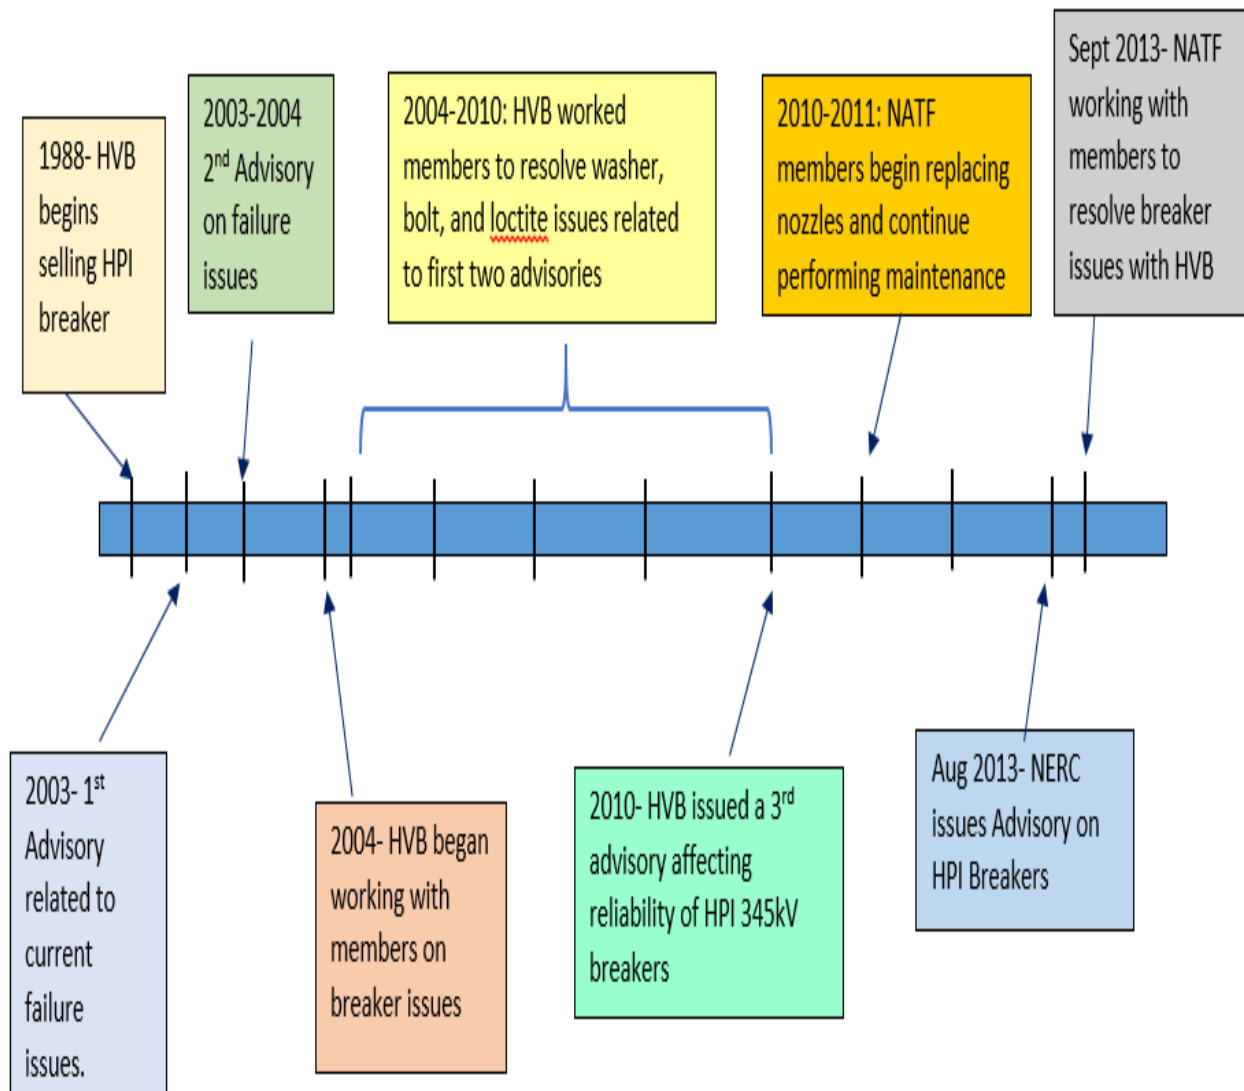 1988- HVB
begins
selling HPI
breaker
2003-2004
2nd Advisory
on failure
issues
2004-2010: HVB worked
members to resolve washer,
bolt, and loctite issues related
to first two advisories
2010-2011: NATF
members begin replacing
nozzles and continue
performing maintenance
Sept 2013- NATF
working with
members to
resolve breaker
issues with HVB
2003- 1st
Advisory
related to
current
failure
issues.
2004- HVB began
working with
members on
breaker issues
2010- HVB issued a 3rd
advisory affecting
reliability of HPI 345kV
breakers
Aug 2013- NERC
issues Advisory on
HPI Breakers